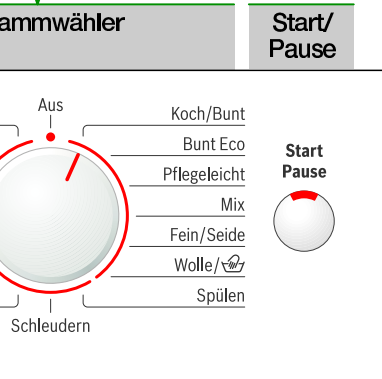 Start/
Pause
Aus
Koch/Bunt
Bunt Eco
Pflegeleicht
Mix
Fein/Seide
Wolle/
Spülen
Schleudern
Start
Pause